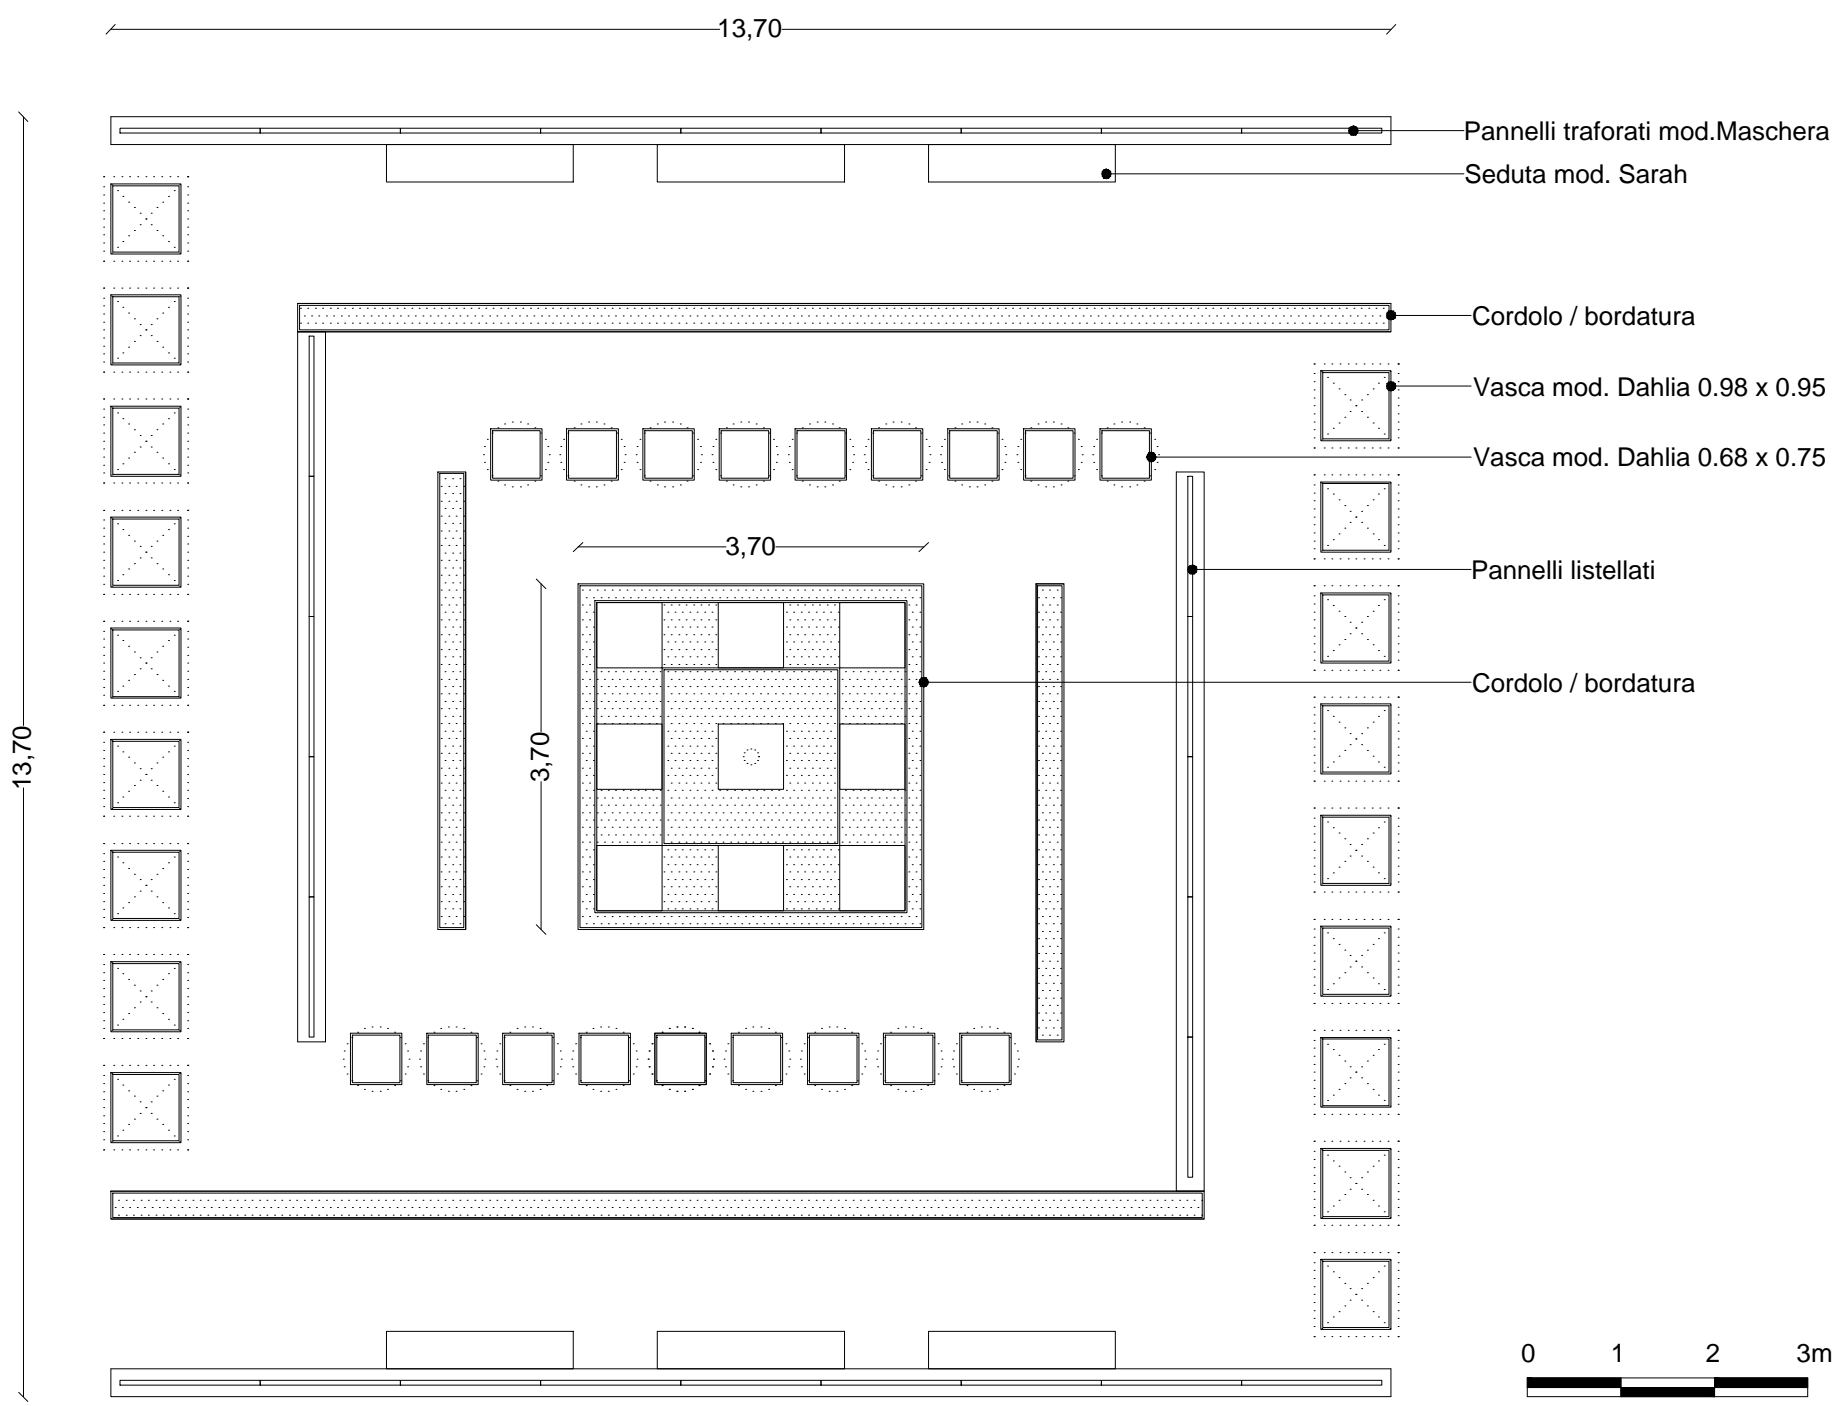 13,70
Pannelli traforati mod.Maschera
Seduta mod. Sarah
Cordolo / bordatura
Vasca mod. Dahlia 0.98 x 0.95
Vasca mod. Dahlia 0.68 x 0.75
3,70
Pannelli listellati
Cordolo / bordatura
3,70
13,70
0 1 2 3m